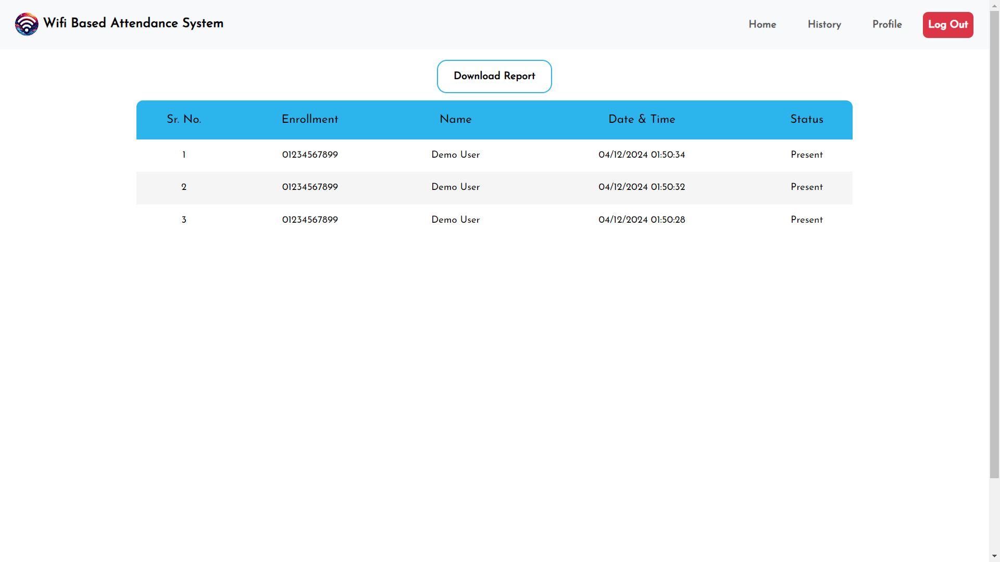 Wifi Based Attendance System Home History Profile Log Out
Download Report
Sr. No. Enrollment Name Date & Time Status
1 01234567899 Demo User 04/12/2024 01:50:34 Present
2 01234567899 Demo User 04/12/2024 01:50:32 Present
3 01234567899 Demo User 04/12/2024 01:50:28 Present